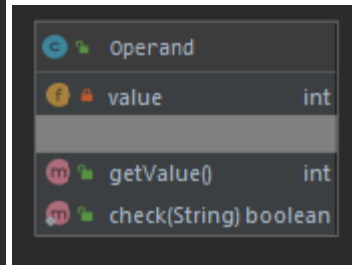 C Operand
f value int
m getValue() int
m check(String) boolean